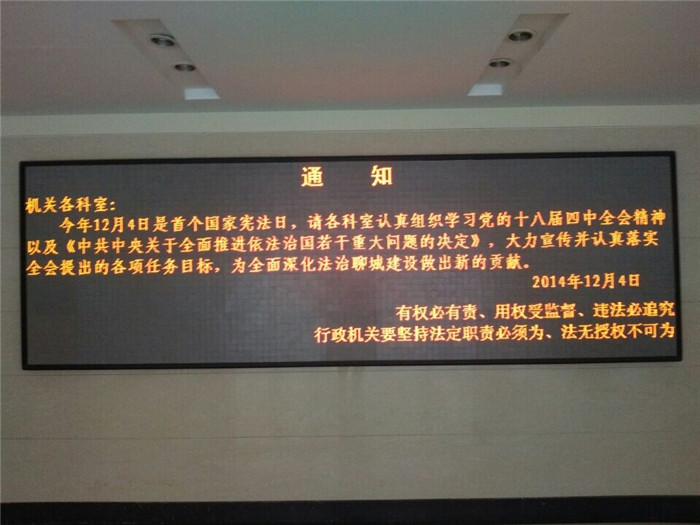 通 知
机关各科室：
今年12月4日是首个国家宪法日，请各科室认真组织学习党的十八届四中全会精神
以及《中共中央关于全面推进依法治国若干重大问题的决定》，大力宣传并认真落实
全会提出的各项任务目标，为全面深化法治聊城建设做出新的贡献。
2014年12月4日
有权必有责、用权受监督、违法必追究
行政机关要坚持法定职责必须为、法无授权不可为